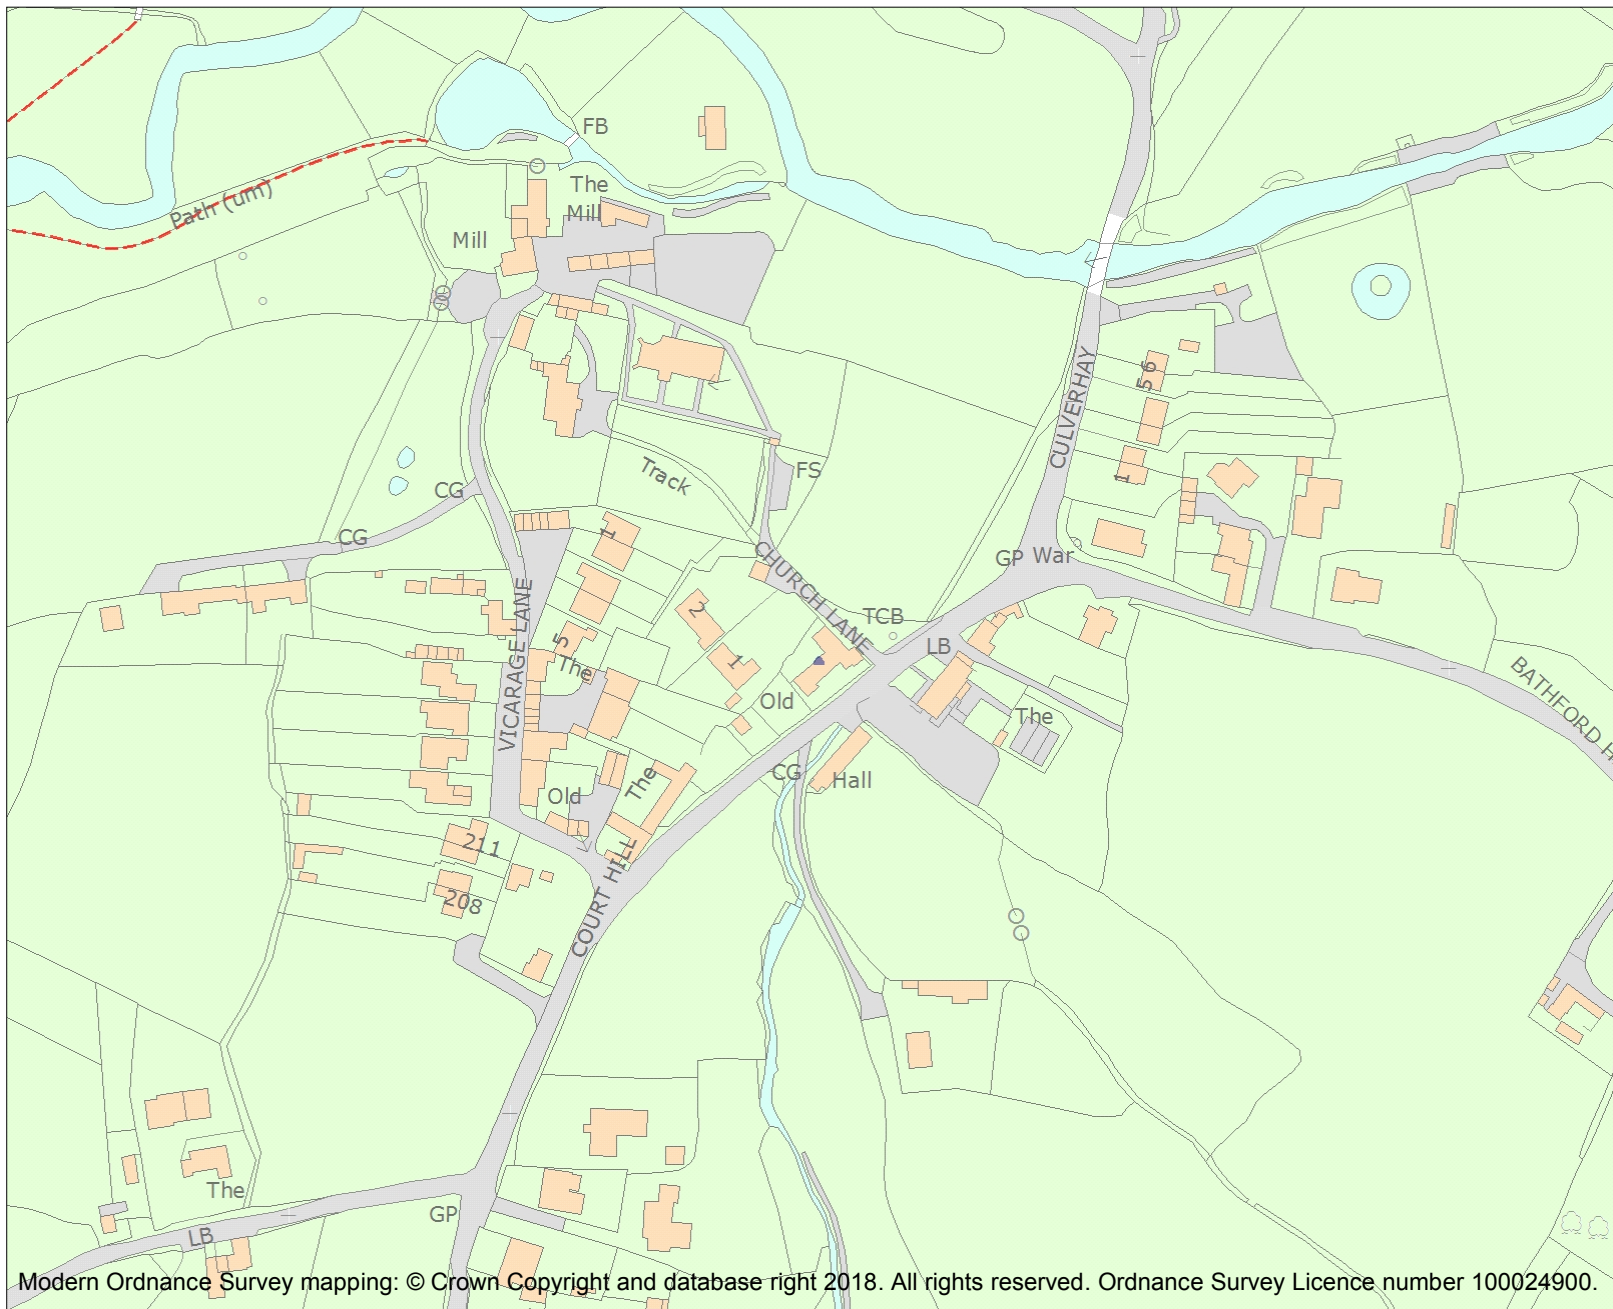 FB
The
Mill
Path (um)
Mill
CULVERHAY
5 6
CG
Track
FS
1
CG
1
CHURCH LANE
GP War
VICARAGE LANE
2
TCB
5
LB
The
1
BATHFORD H
Old
The
CG
Hall
The
Old
211
COURT HILL
208
The
GP
LB
Modern Ordnance Survey mapping: © Crown Copyright and database right 2018. All rights reserved. Ordnance Survey Licence number 100024900.